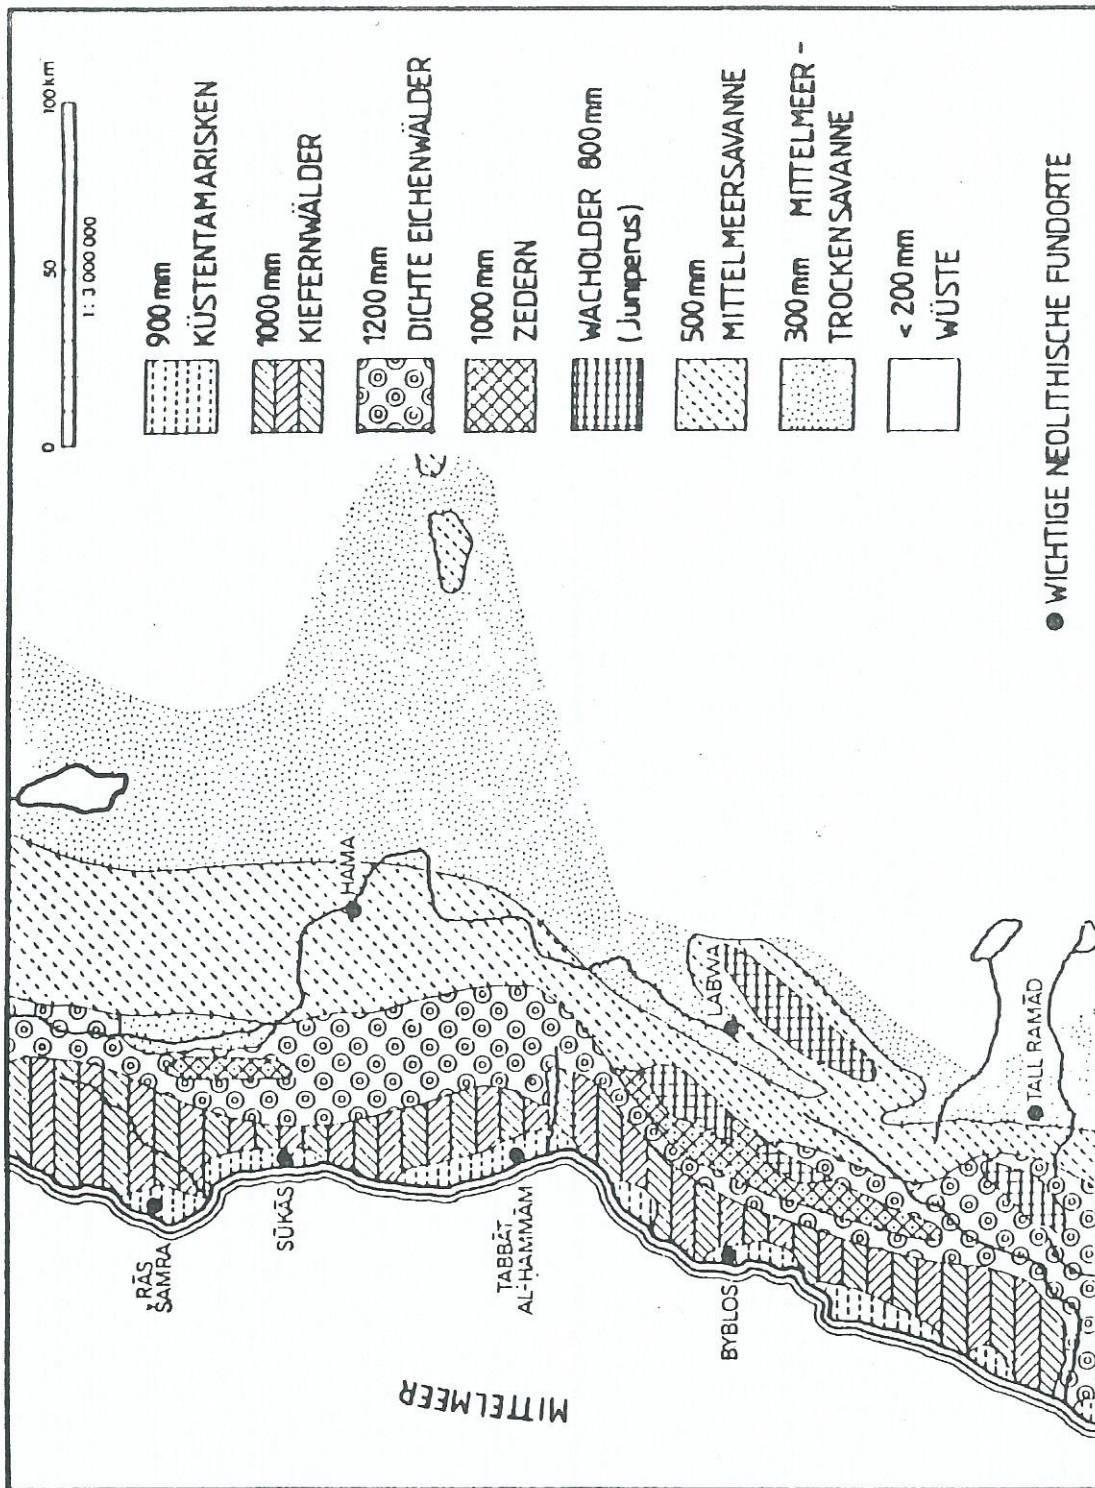 0 50 100 km
1 : 3 000 000
900 mm
KÜSTENTAMARISKEN
1000 mm
KIEFERNWÄLDER
1200 mm
DICHTE EICHENWÄLDER
1000 mm
ZEDERN
WACHOLDER 800 mm
(Juniperus)
500 mm
MITTELMEERSAVANNE
300 mm MITTELMEER-
TROCKENSAVANNE
< 200 mm
WÜSTE
WICHTIGE NEOLITHISCHE FUNDORTE
HAMA
LABWA
TALL RAMĀD
RĀS
ŠAMRA
SŪKĀS
TABBĀT
AL-ḤAMMĀM
BYBLOS
MITTELMEER